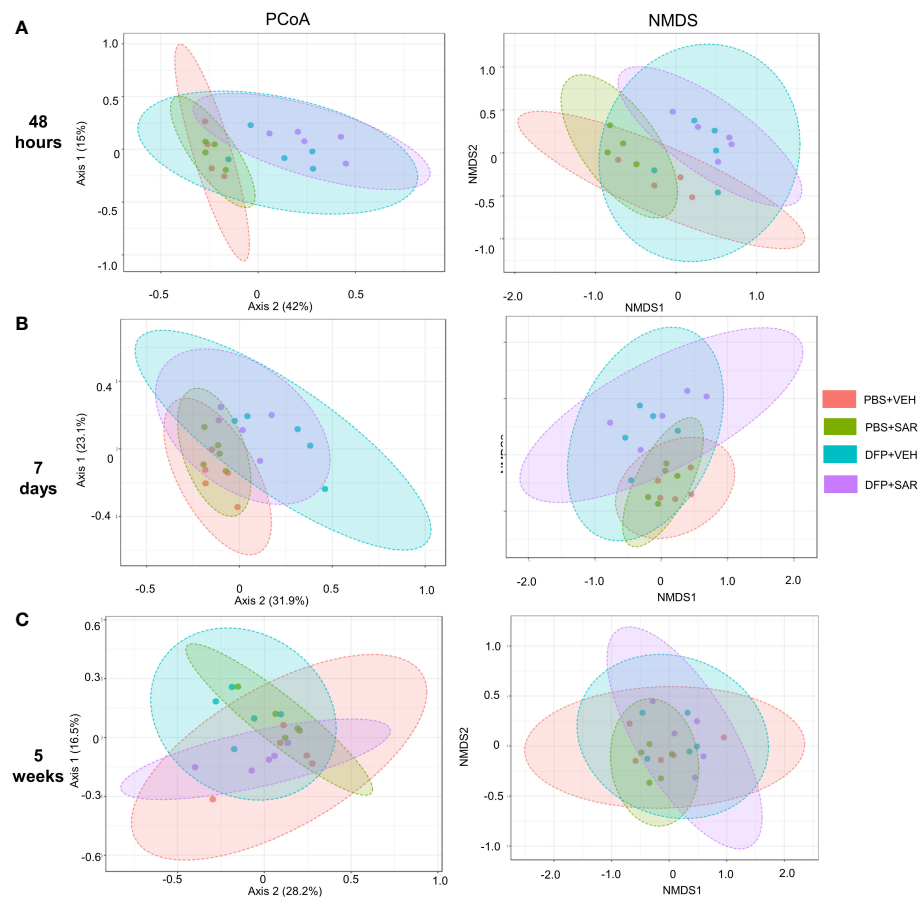 PCoA
NMDS
A
48
hours
1.0
0.5
0
-0.5
-1.0
Axis 1 (15%)
-0.5
0
0.5
Axis 2 (42%)
1.0
0.5
0
-0.5
-1.0
NMDS2
-2.0
-1.0
0
1.0
NMDS1
B
7
days
0.4
0
-0.4
Axis 1 (23.1%)
-0.5
0
0.5
1.0
Axis 2 (31.9%)
-2.0
-1.0
0
1.0
2.0
NMDS1
PBS+VEH
PBS+SAR
DFP+VEH
DFP+SAR
C
5
weeks
0.6
0.3
0
-0.3
-0.6
Axis 1 (16.5%)
-0.5
0
0.5
1.0
Axis 2 (28.2%)
1.0
0.5
0
-0.5
-1.0
NMDS2
-2.0
-1.0
0
1.0
2.0
NMDS1